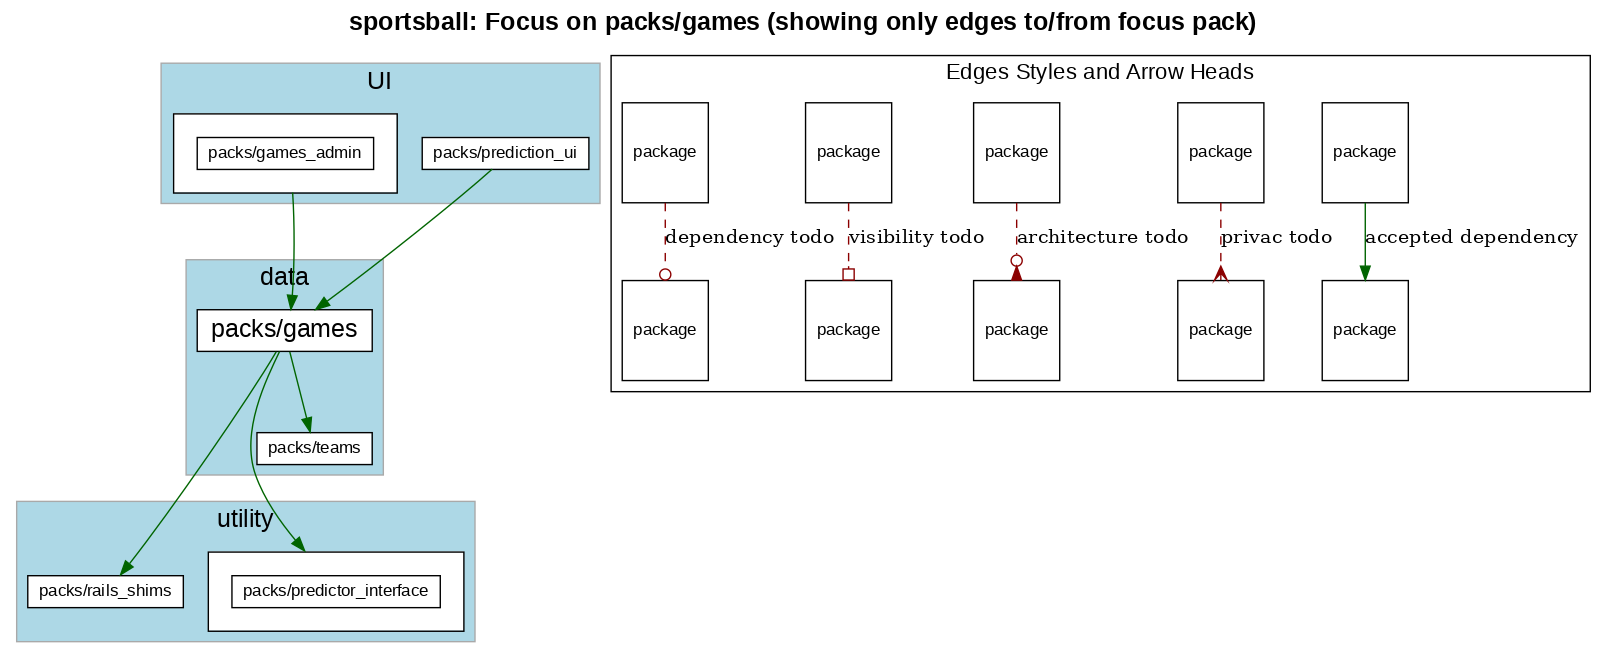 sportsball: Focus on packs/games (showing only edges to/from focus pack)
UI
packs/games_admin
packs/prediction_ui
data
packs/games
packs/teams
utility
packs/rails_shims
packs/predictor_interface
Edges Styles and Arrow Heads
package
package
package
package
package
dependency todo
visibility todo
architecture todo
privac todo
accepted dependency
package
package
package
package
package